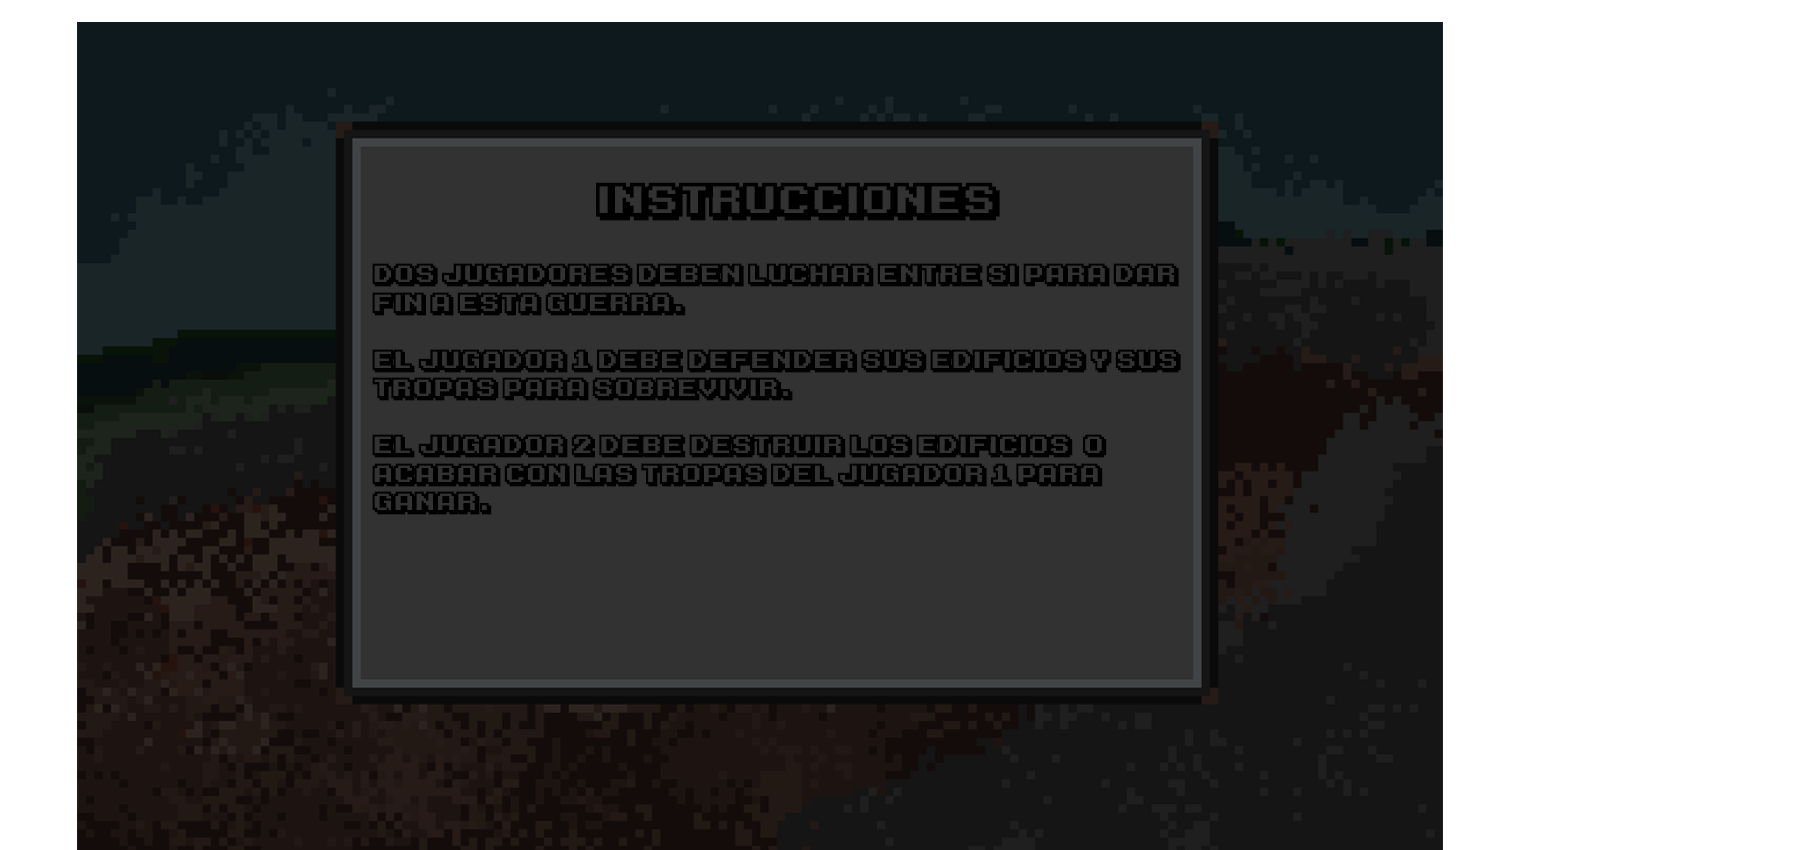 INSTRUCCIONES
DOS JUGADORES DEBEN LUCHAR ENTRE SI PARA DAR
FIN A ESTA GUERRA.
EL JUGADOR 1 DEBE DEFENDER SUS EDIFICIOS Y SUS
TROPAS PARA SOBREVIVIR.
EL JUGADOR 2 DEBE DESTRUIR LOS EDIFICIOS O
ACABAR CON LAS TROPAS DEL JUGADOR 1 PARA
GANAR.